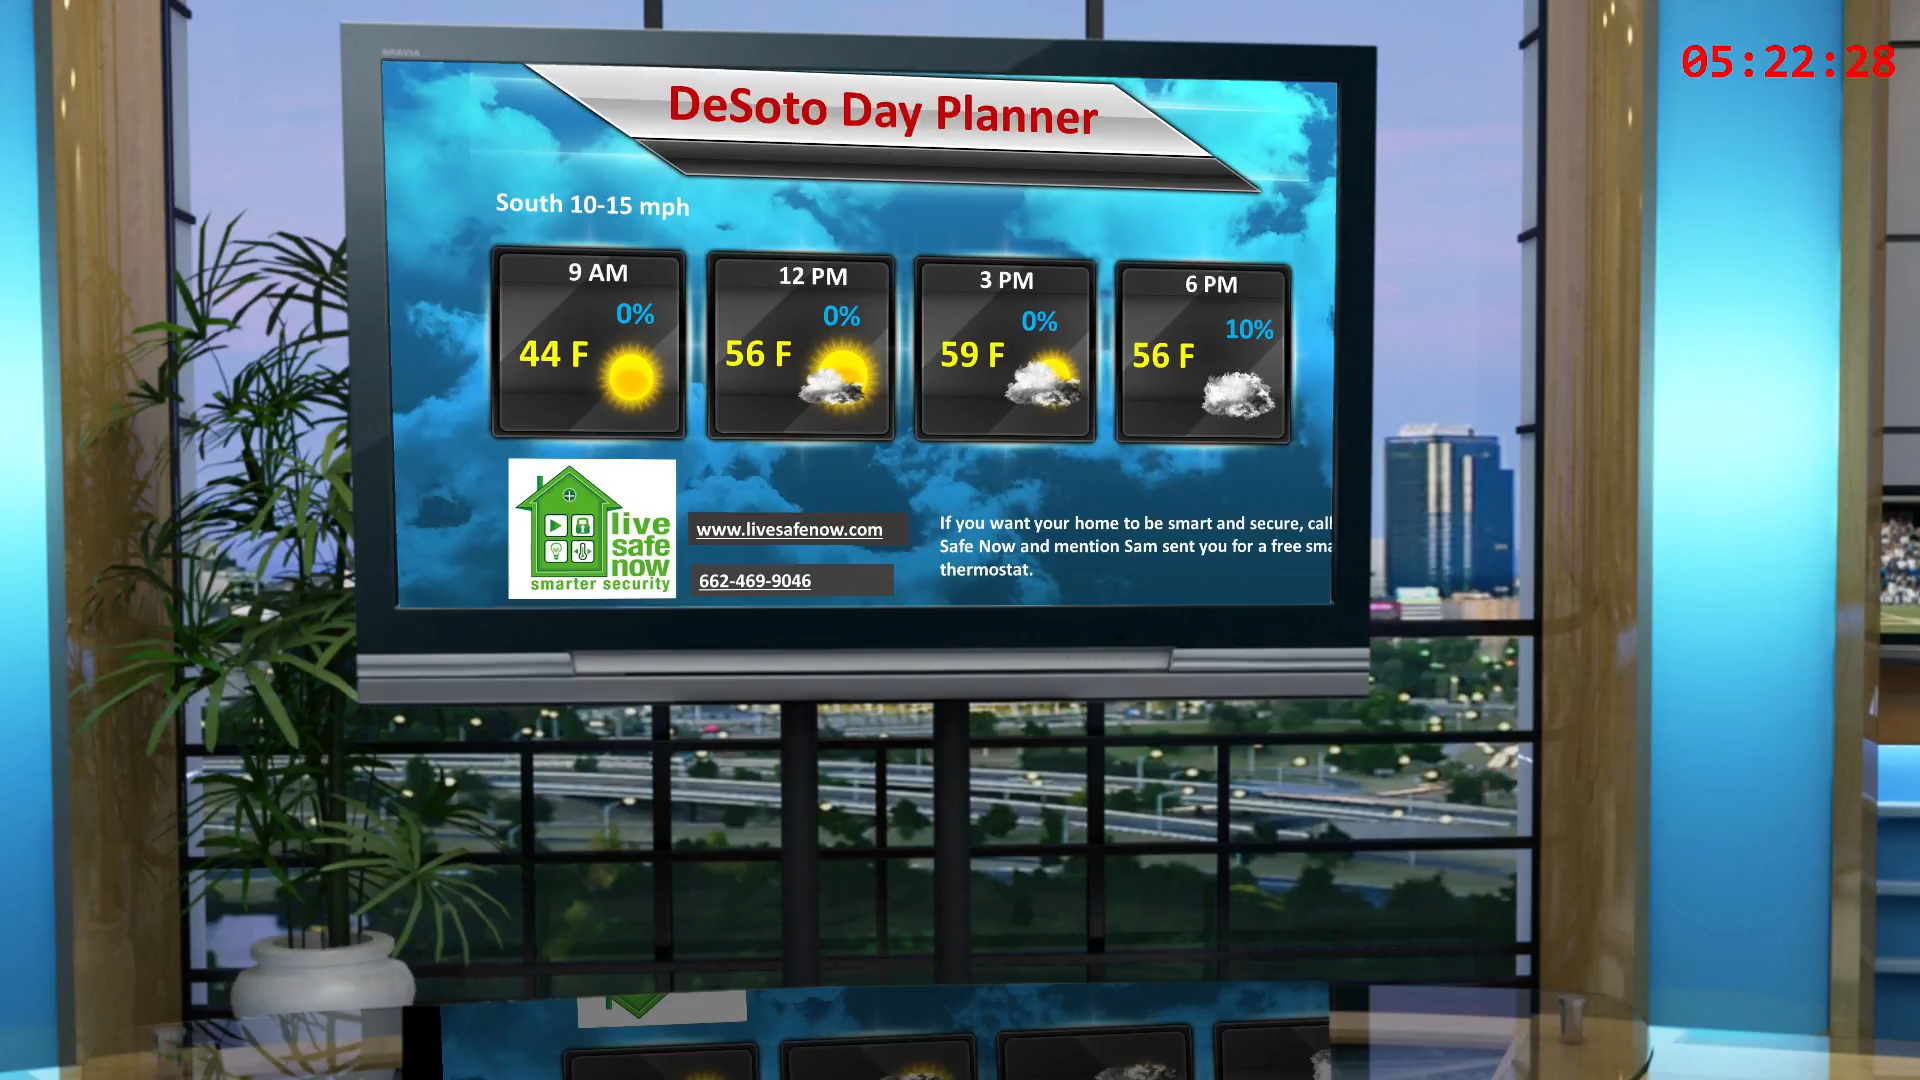 BRAVIA
05:22:28
DeSoto Day Planner
South 10-15 mph
9 AM
0%
44 F
12 PM
0%
56 F
3 PM
0%
59 F
6 PM
10%
56 F
live
safe
now
smarter security
www.livesafenow.com
662-469-9046
If you want your home to be smart and secure, call
Safe Now and mention Sam sent you for a free
thermostat.